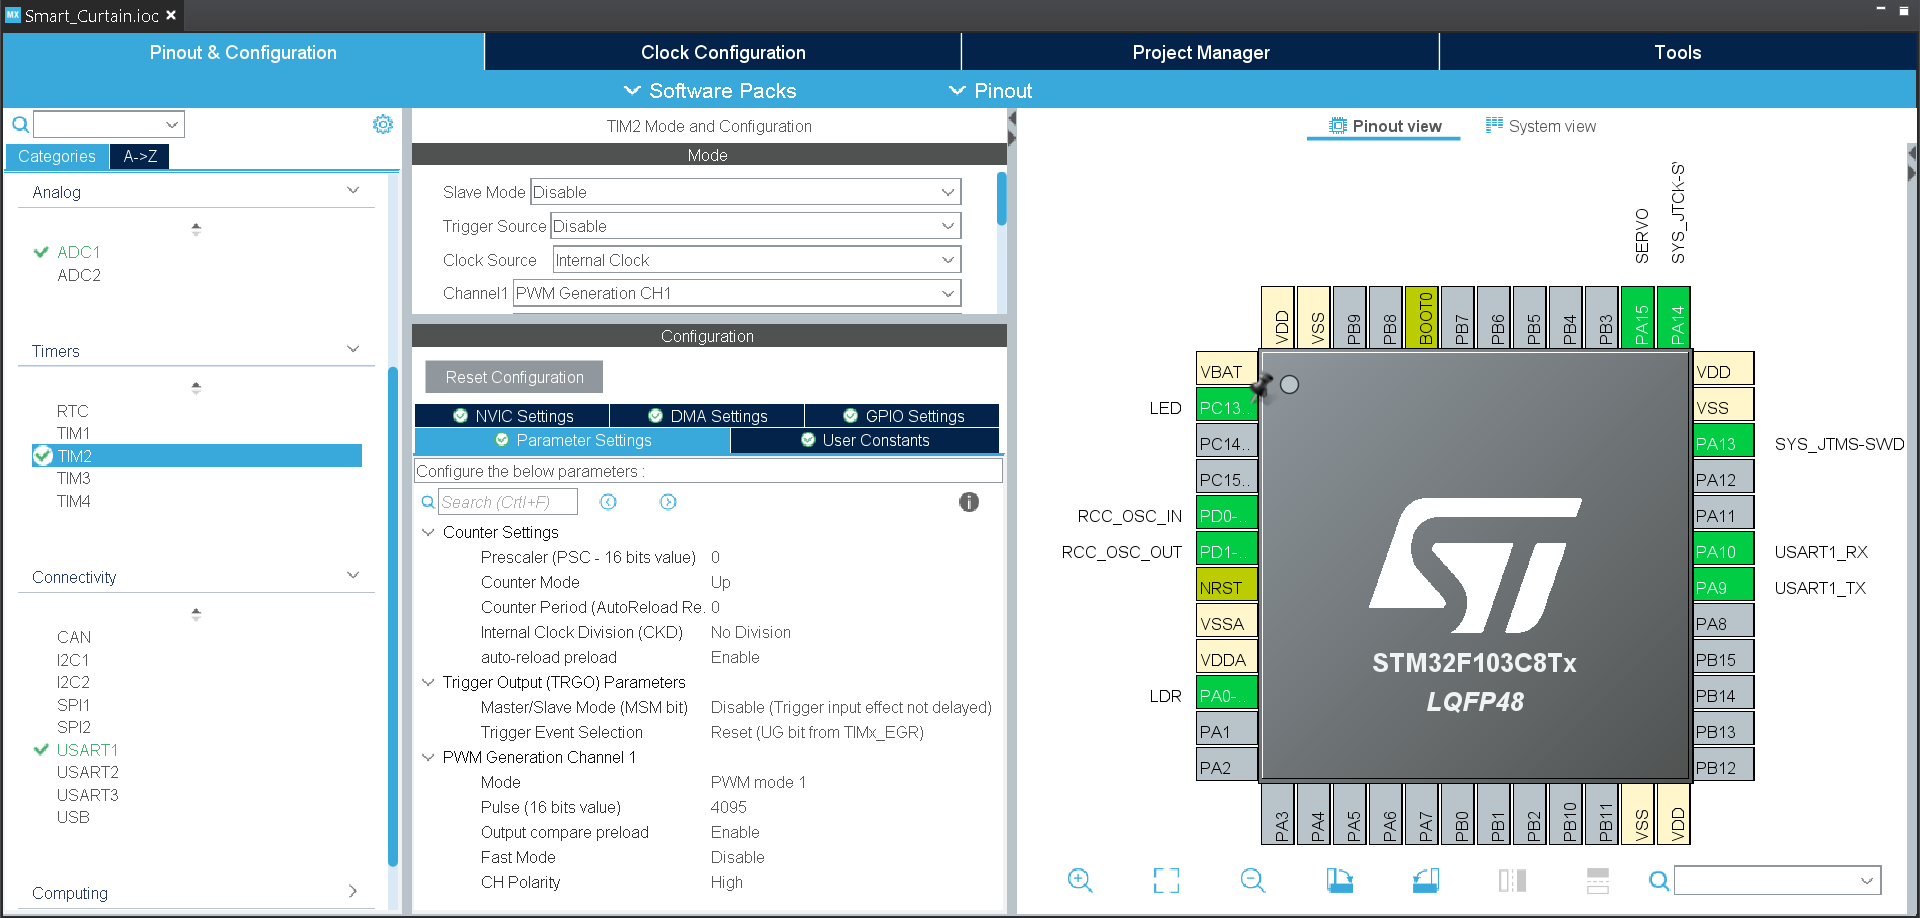 MX Smart_Curtain.ioc ×
Pinout & Configuration
Clock Configuration
Project Manager
Tools
Software Packs
Pinout
Categories
A->Z
Analog
ADC1
ADC2
Timers
RTC
TIM1
TIM2
TIM3
TIM4
Connectivity
CAN
I2C1
I2C2
SPI1
SPI2
USART1
USART2
USART3
USB
Computing
TIM2 Mode and Configuration
Mode
Slave Mode Disable
Trigger Source Disable
Clock Source Internal Clock
Channel1 PWM Generation CH1
Configuration
Reset Configuration
NVIC Settings
DMA Settings
GPIO Settings
Parameter Settings
User Constants
Configure the below parameters :
Search (CrtI+F)
Counter Settings
Prescaler (PSC - 16 bits value) 0
Counter Mode Up
Counter Period (AutoReload Re. 0
Internal Clock Division (CKD) No Division
auto-reload preload Enable
Trigger Output (TRGO) Parameters
Master/Slave Mode (MSM bit) Disable (Trigger input effect not delayed)
Trigger Event Selection Reset (UG bit from TIMx_EGR)
PWM Generation Channel 1
Mode PWM mode 1
Pulse (16 bits value) 4095
Output compare preload Enable
Fast Mode Disable
CH Polarity High
Pinout view
System view
SERVO
SYS_JTCK-S
VDD
VSS
PB9
PB8
BOOT0
PB7
PB6
PB5
PB4
PB3
PA15
PA14
VBAT
LED PC13..
PC14..
PC15..
RCC_OSC_IN PD0-..
RCC_OSC_OUT PD1-..
NRST
VSSA
VDDA
LDR PA0-..
PA1
PA2
ST
STM32F103C8Tx
LQFP48
VDD
VSS
PA13 SYS_JTMS-SWD
PA12
PA11
PA10 USART1_RX
PA9 USART1_TX
PA8
PB15
PB14
PB13
PB12
PA3
PA4
PA5
PA6
PA7
PB0
PB1
PB2
PB10
PB11
VSS
VDD